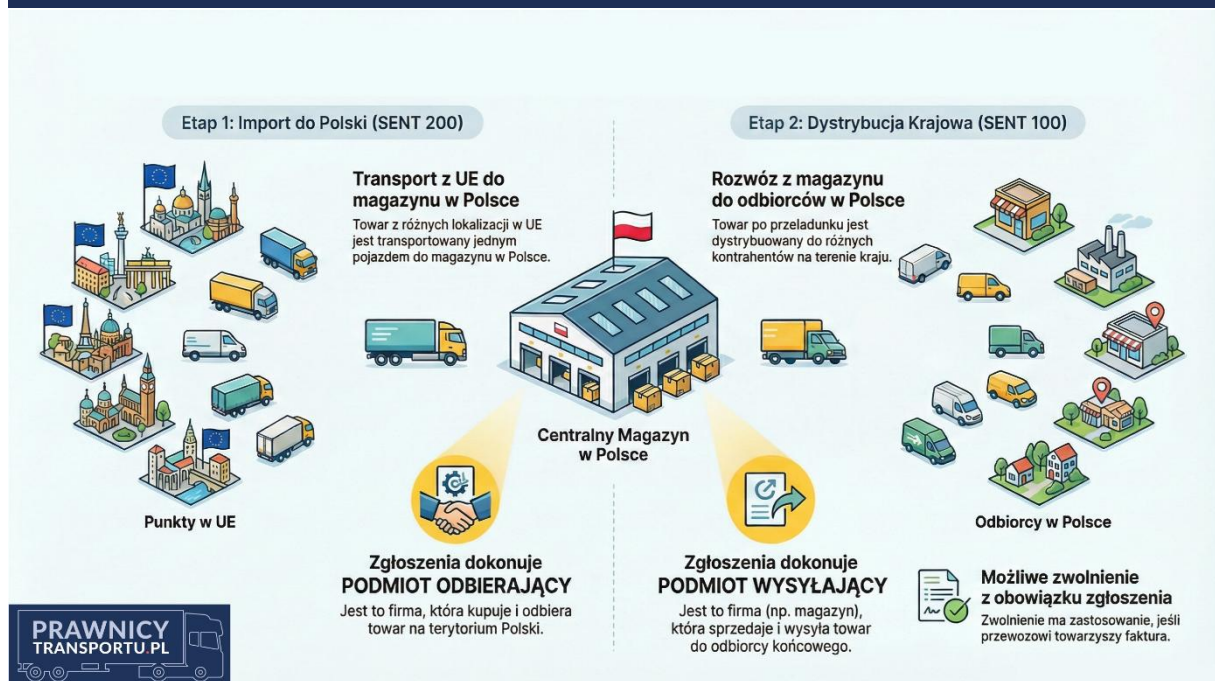 Etap 1: Import do Polski (SENT 200)
Transport z UE do
magazynu w Polsce
Towar z różnych lokalizacji w UE
jest transportowany jednym
pojazdem do magazynu w Polsce.
Punkty w UE
Zgłoszenia dokonuje
PODMIOT ODBIERAJĄCY
Jest to firma, która kupuje i odbiera
towar na terytorium Polski.
Centralny Magazyn
w Polsce
Etap 2: Dystrybucja Krajowa (SENT 100)
Rozwóz z magazynu
do odbiorców w Polsce
Towar po przeładunku jest
dystrybuowany do różnych
kontrahentów na terenie kraju.
Odbiorcy w Polsce
Zgłoszenia dokonuje
PODMIOT WYSYŁAJĄCY
Jest to firma (np. magazyn),
która sprzedaje i wysyła towar
do odbiorcy końcowego.
Możliwe zwolnienie
z obowiązku zgłoszenia
Zwolnienie ma zastosowanie, jeśli
przewozowi towarzyszy faktura.
PRAWNICY
TRANSPORTU.PL